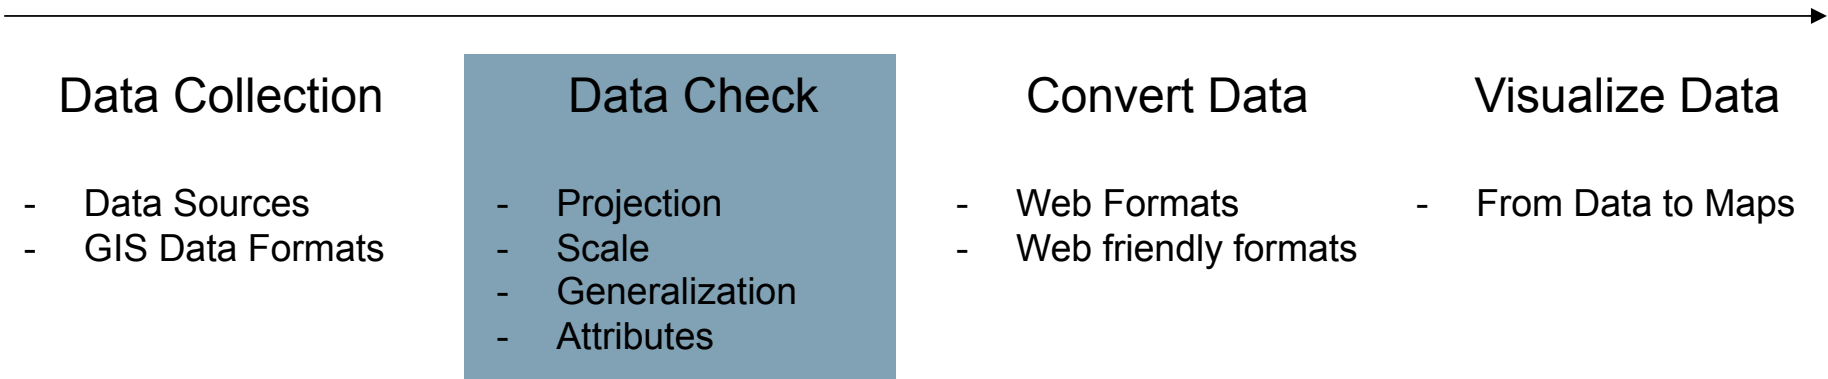 Data Collection
- Data Sources
- GIS Data Formats
Data Check
- Projection
- Scale
- Generalization
- Attributes
Convert Data
- Web Formats
- Web friendly formats
Visualize Data
- From Data to Maps